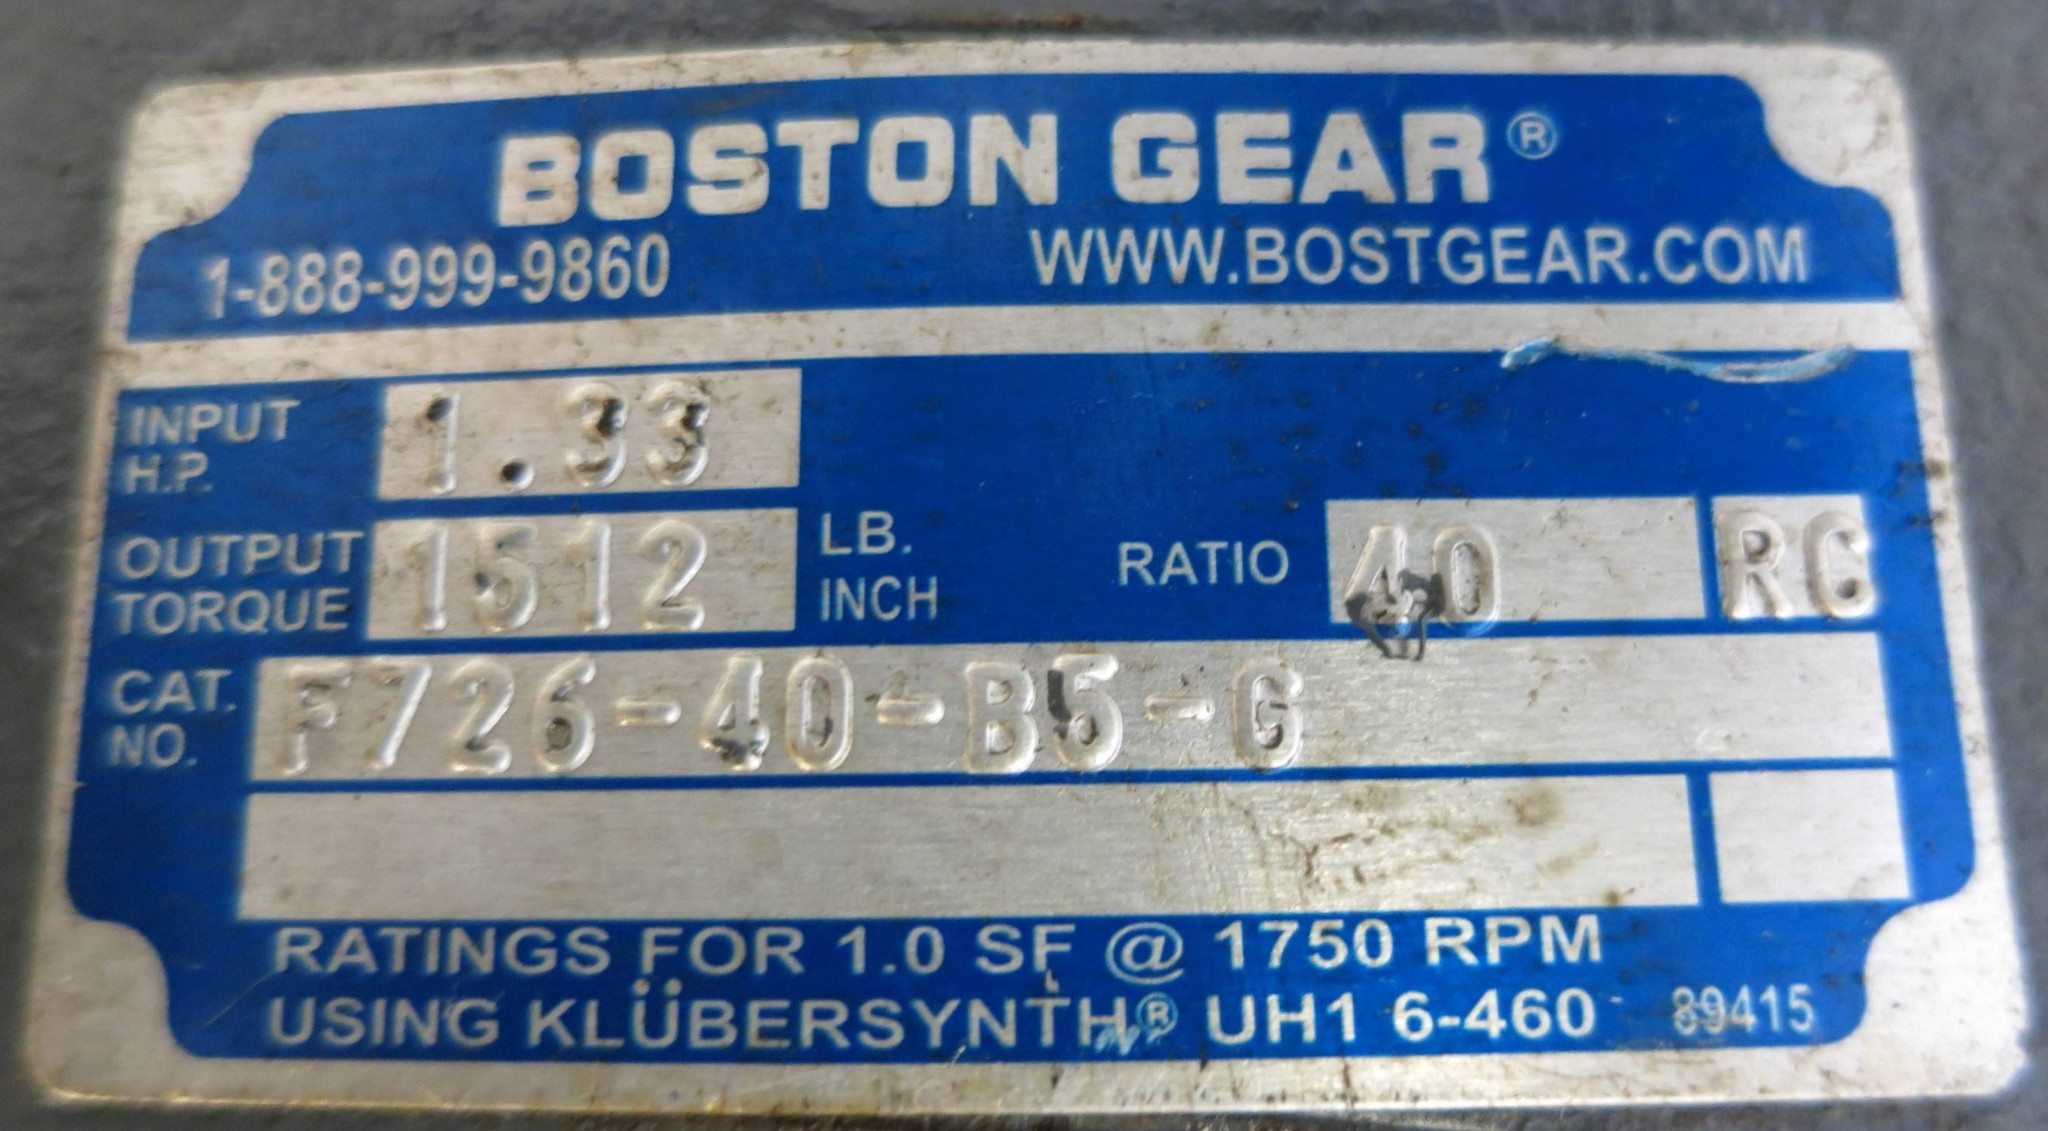 BOSTON GEAR®
1-888-999-9860 WWW.BOSTGEAR.COM
INPUT H.P. 1.33
OUTPUT TORQUE 1512 LB. INCH RATIO 40 RG
CAT. NO. F726-40-B5-G
RATINGS FOR 1.0 SF @ 1750 RPM
USING KLÜBERSYNTH® UH1 6-460 89415